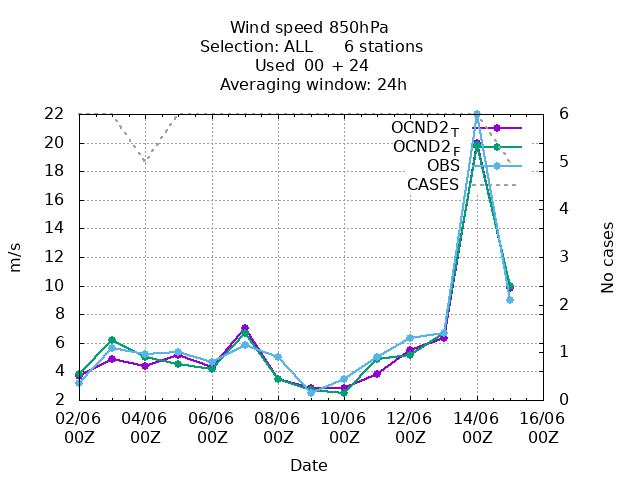 Wind speed 850hPa
Selection: ALL 6 stations
Used 00 + 24
Averaging window: 24h
22
20
18
16
14
12
10
8
6
4
2
m/s
6
5
4
3
2
1
0
No cases
OCND2_T
OCND2_F
OBS
CASES
02/06 04/06 06/06 08/06 10/06 12/06 14/06 16/06
00Z 00Z 00Z 00Z 00Z 00Z 00Z 00Z
Date